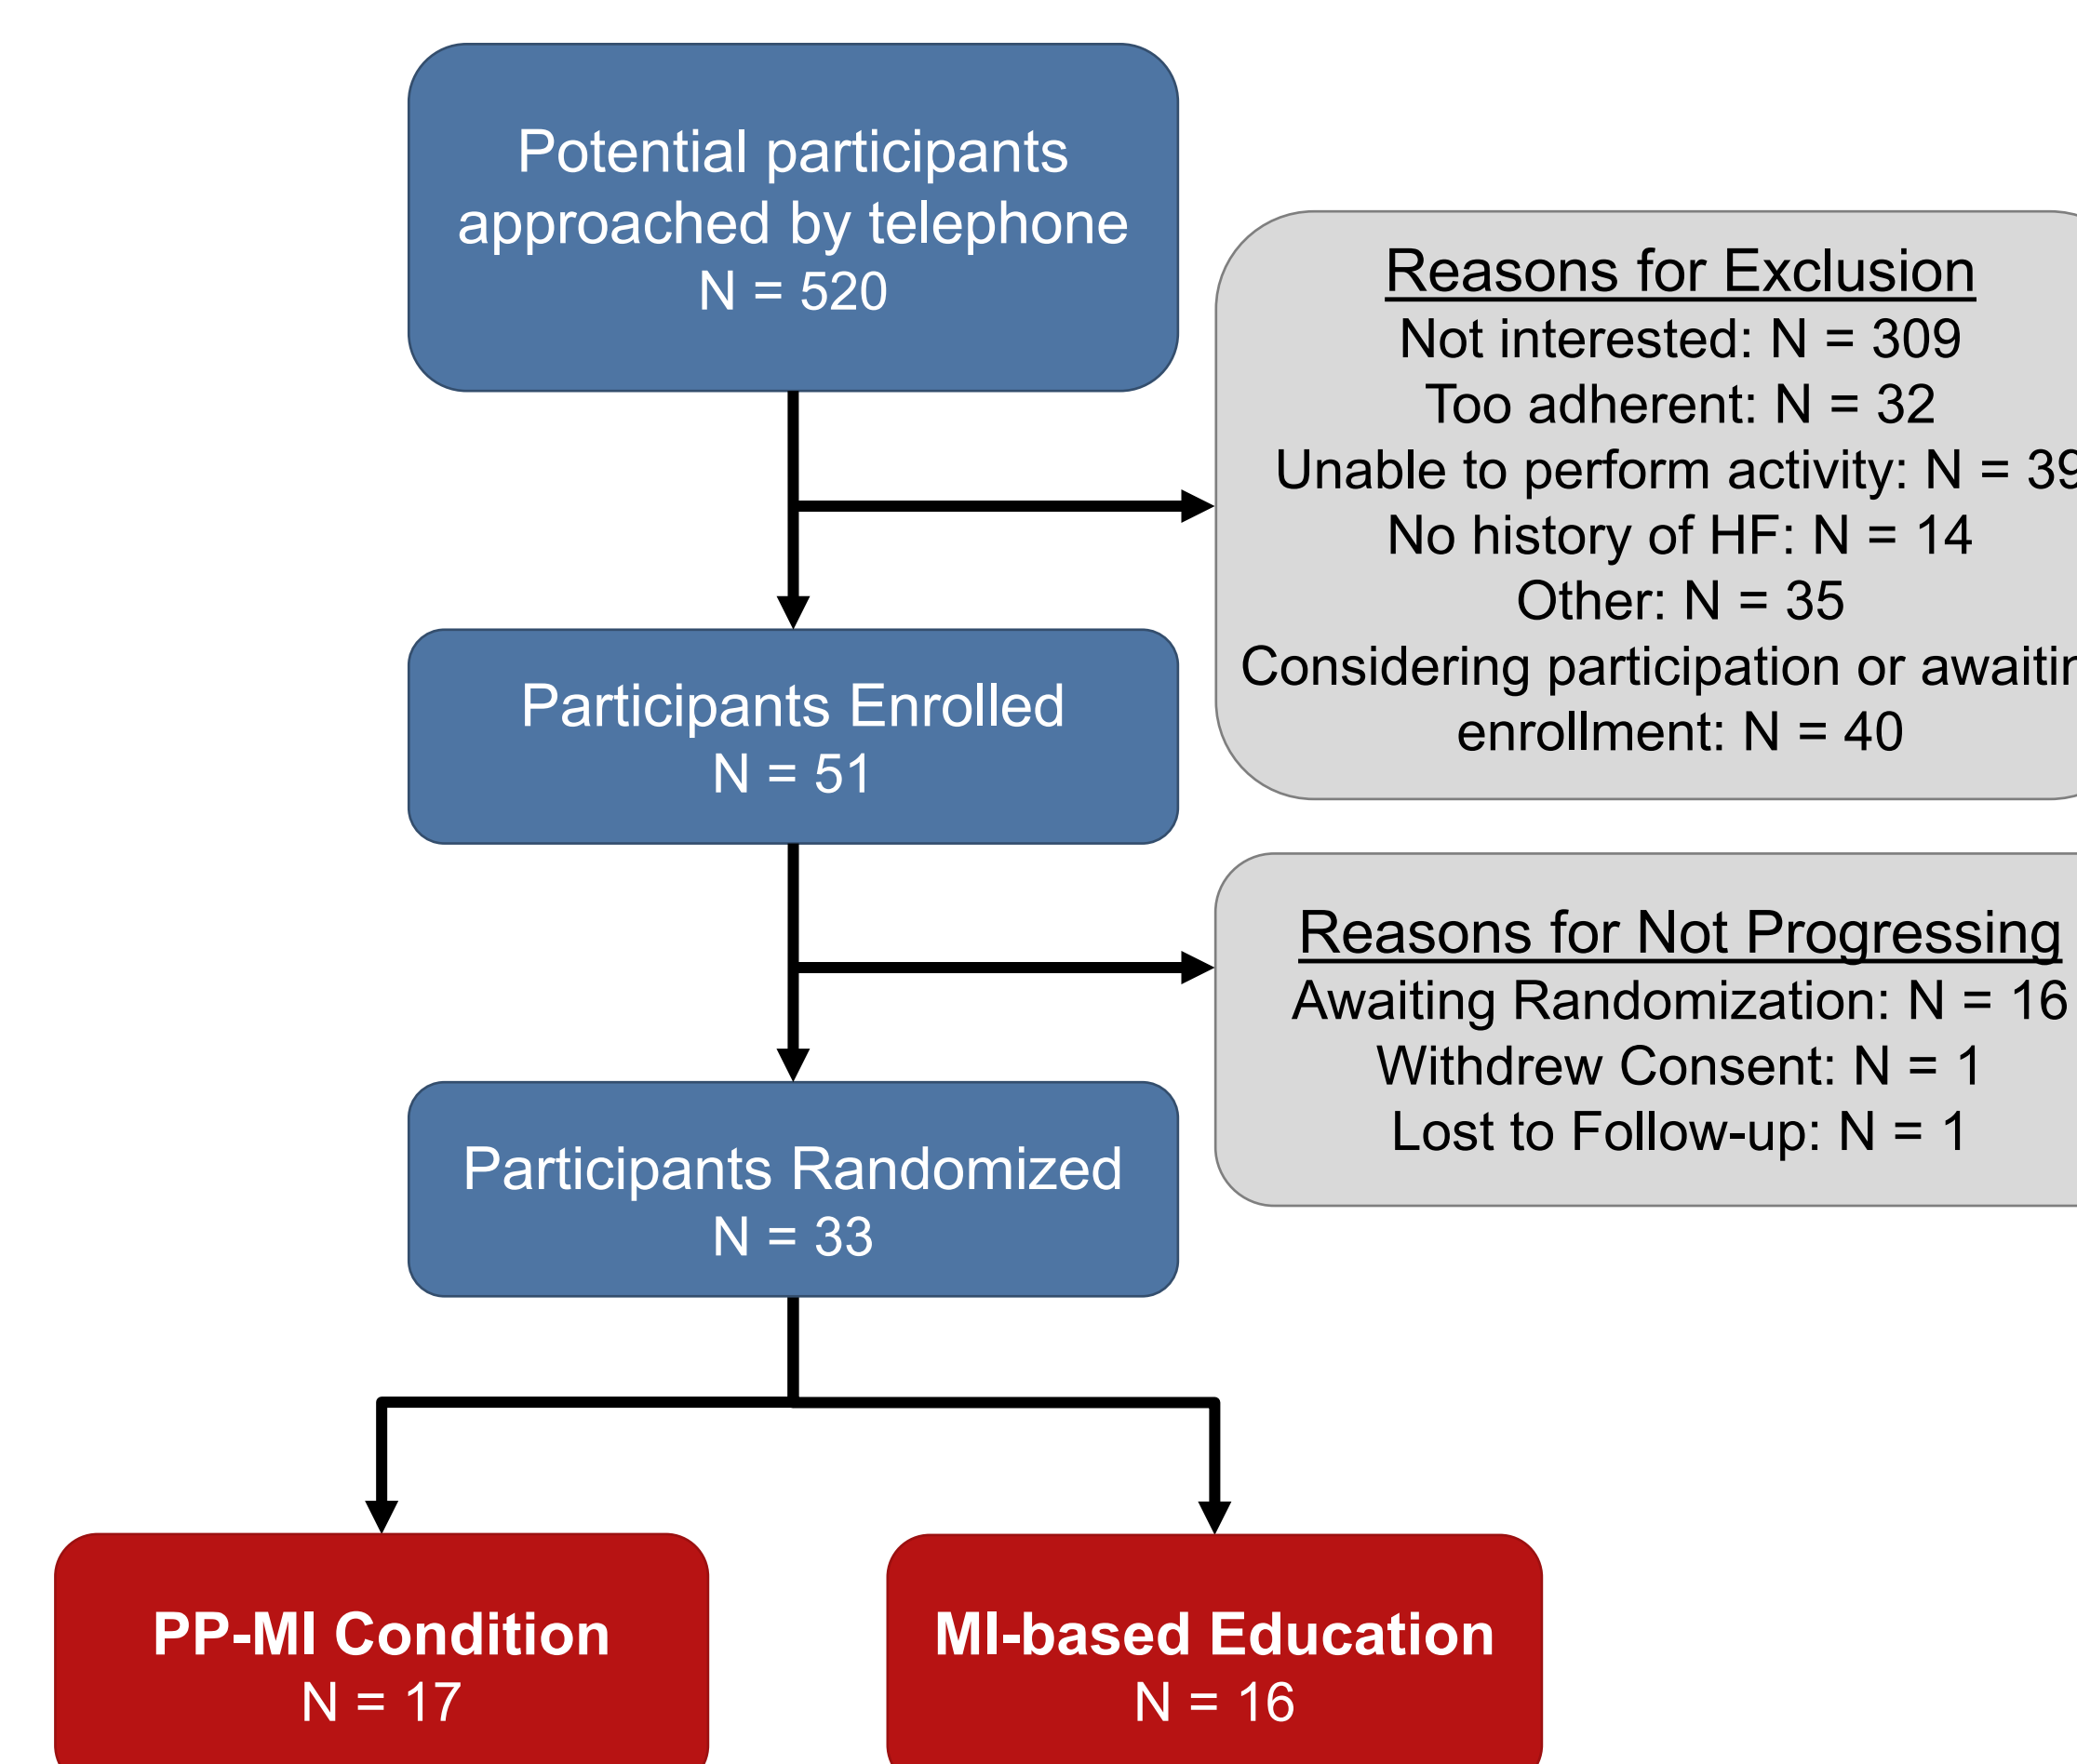 Potential participants
approached by telephone
N = 520
Reasons for Exclusion
Not interested: N = 309
Too adherent: N = 32
Unable to perform activity: N = 39
No history of HF: N = 14
Other: N = 35
Considering participation or
enrollment: N = 40
Participants Enrolled
N = 51
Reasons for Not Progressing
Awaiting Randomization: N = 16
Withdrew Consent: N = 1
Lost to Follow-up: N = 1
Participants Randomized
N = 33
PP-MI Condition
N = 17
MI-based Education
N = 16